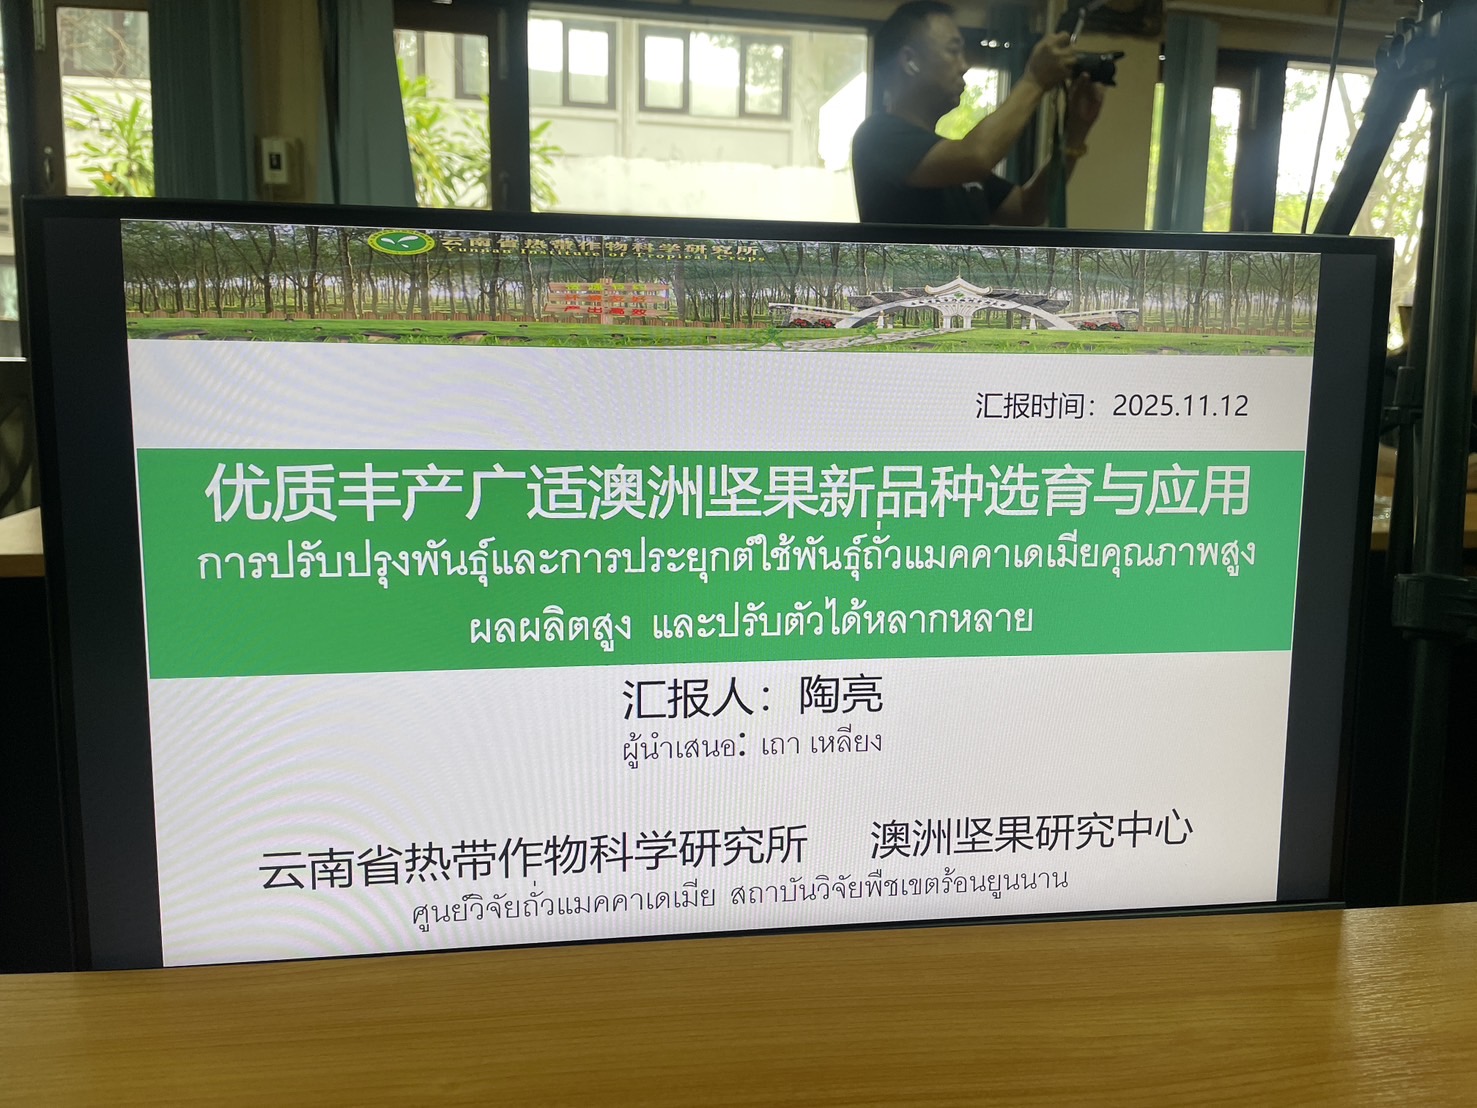 云南省热带作物科学研究所
Yunnan Institute of Tropical Crops
汇报时间：2025.11.12
优质丰产广适澳洲坚果新品种选育与应用
การปรับปรุงพันธุ์และการประยุกต์ใช้พันธุ์ถั่วแมคคาเดเมียคุณภาพสูง
ผลผลิตสูง และปรับตัวได้หลากหลาย
汇报人：陶亮
ผู้นำเสนอ: เถา เหลียง
云南省热带作物科学研究所 澳洲坚果研究中心
ศูนย์วิจัยถั่วแมคคาเดเมีย สถาบันวิจัยพืชเขตร้อนยูนนาน